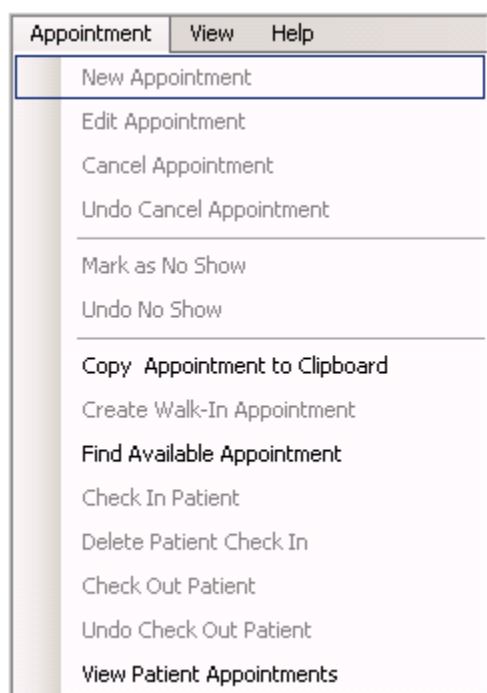 Appointment View Help
New Appointment
Edit Appointment
Cancel Appointment
Undo Cancel Appointment
Mark as No Show
Undo No Show
Copy  Appointment to Clipboard
Create Walk-In Appointment
Find Available Appointment
Check In Patient
Delete Patient Check In
Check Out Patient
Undo Check Out Patient
View Patient Appointments